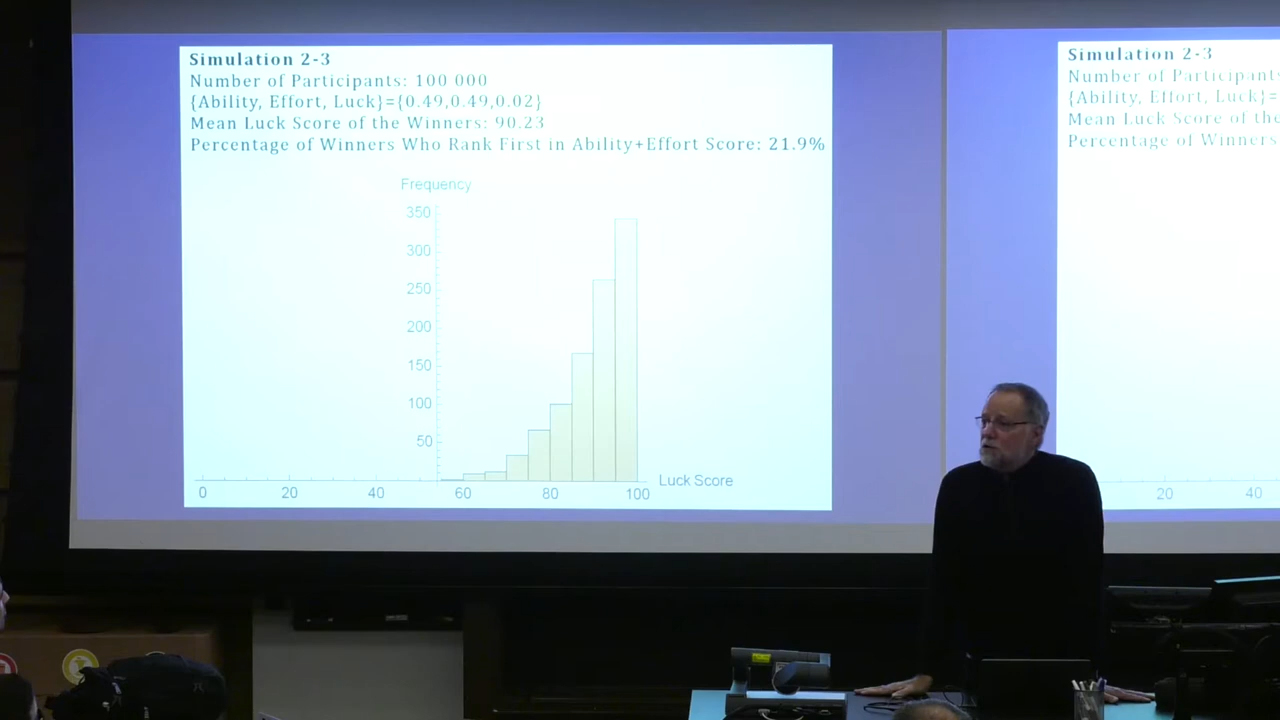 Simulation 2-3
Number of Participants: 100 000
{Ability, Effort, Luck}={0.49,0.49,0.02}
Mean Luck Score of the Winners: 90.23
Percentage of Winners Who Rank First in Ability+Effort Score: 21.9%
Frequency
350
300
250
200
150
100
50
0 20 40 60 80 100 Luck Score
Simulation 2-3
Number of Participants
{Ability, Effort, Luck}=
Mean Luck Score of the
Percentage of Winners
20 40